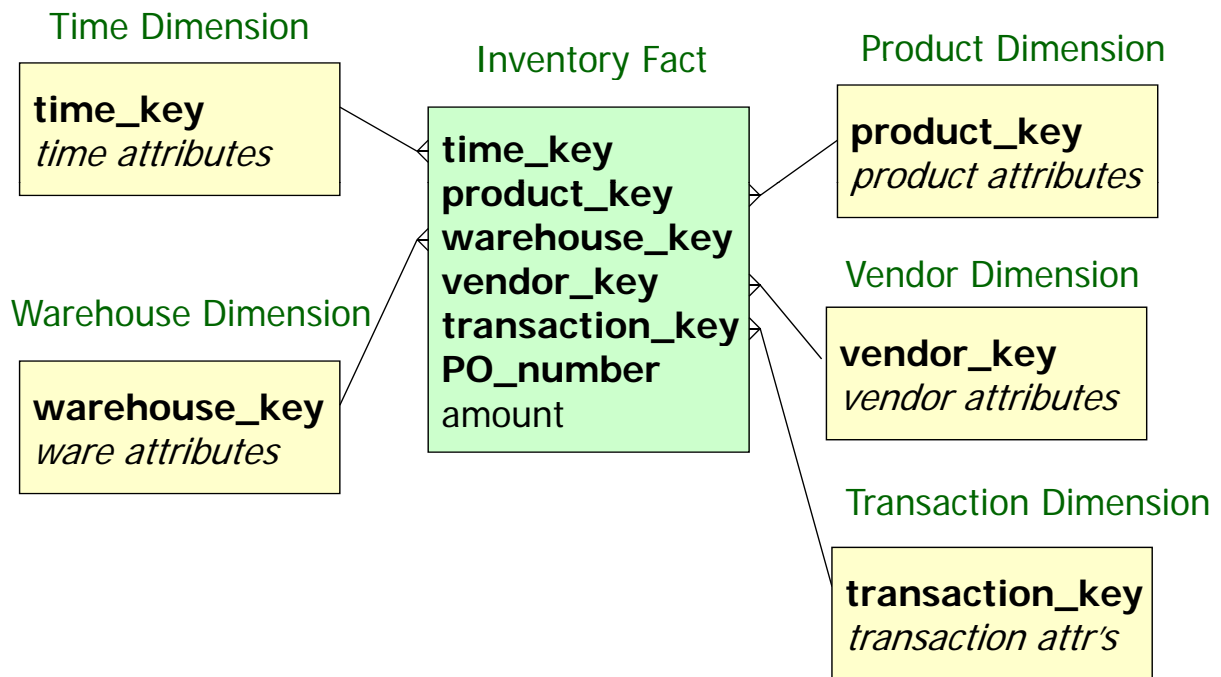 Time Dimension
time_key
time attributes
Inventory Fact
time_key
product_key
warehouse_key
vendor_key
transaction_key
PO_number
amount
Product Dimension
product_key
product attributes
Warehouse Dimension
warehouse_key
ware attributes
Vendor Dimension
vendor_key
vendor attributes
Transaction Dimension
transaction_key
transaction attr's